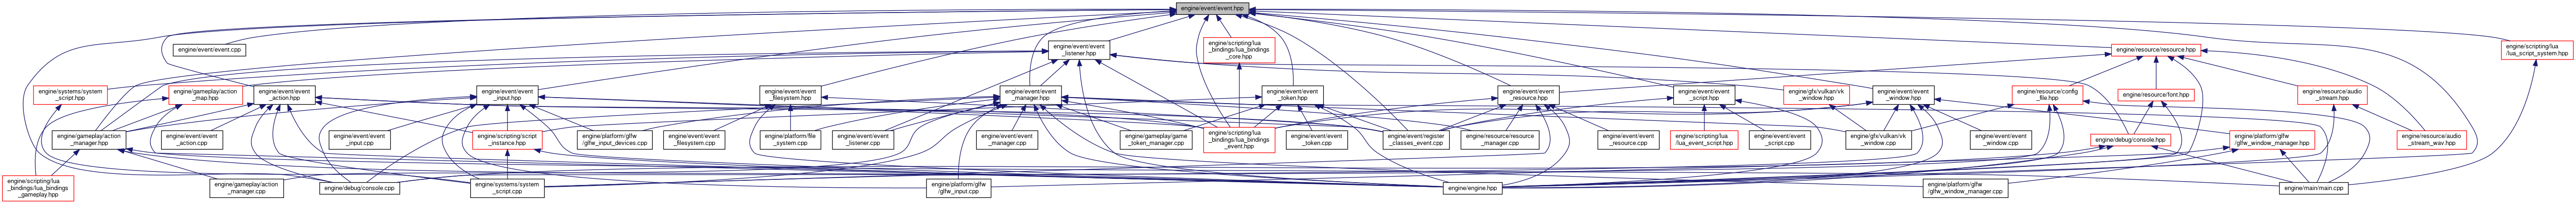 engine/event/event.hpp
engine/event/event.cpp
engine/event/event
_listener.hpp
engine/scripting/lua
_bindings/lua_bindings
_core.hpp
engine/resource/resource.hpp
engine/scripting/lua
/lua_script_system.hpp
engine/systems/system
_script.hpp
engine/gameplay/action
_map.hpp
engine/event/event
_action.hpp
engine/event/event
_input.hpp
engine/event/event
_filesystem.hpp
engine/event/event
_manager.hpp
engine/event/event
_token.hpp
engine/event/event
_resource.hpp
engine/event/event
_script.hpp
engine/gfx/vulkan/vk
_window.hpp
engine/event/event
_window.hpp
engine/resource/config
_file.hpp
engine/resource/font.hpp
engine/resource/audio
_stream.hpp
engine/gameplay/action
_manager.hpp
engine/event/event
_action.cpp
engine/event/event
_input.cpp
engine/scripting/script
_instance.hpp
engine/platform/glfw
/glfw_input_devices.cpp
engine/event/event
_filesystem.cpp
engine/platform/file
_system.cpp
engine/event/event
_listener.cpp
engine/event/event
_manager.cpp
engine/gameplay/game
_token_manager.cpp
engine/scripting/lua
_bindings/lua_bindings
_event.hpp
engine/event/event
_token.cpp
engine/event/register
_classes_event.cpp
engine/resource/resource
_manager.cpp
engine/event/event
_resource.cpp
engine/scripting/lua
/lua_event_script.hpp
engine/event/event
_script.cpp
engine/gfx/vulkan/vk
_window.cpp
engine/event/event
_window.cpp
engine/debug/console.hpp
engine/platform/glfw
/glfw_window_manager.hpp
engine/resource/audio
_stream_wav.hpp
engine/scripting/lua
_bindings/lua_bindings
_gameplay.hpp
engine/gameplay/action
_manager.cpp
engine/debug/console.cpp
engine/systems/system
_script.cpp
engine/platform/glfw
/glfw_input.cpp
engine/engine.hpp
engine/platform/glfw
/glfw_window_manager.cpp
engine/main/main.cpp